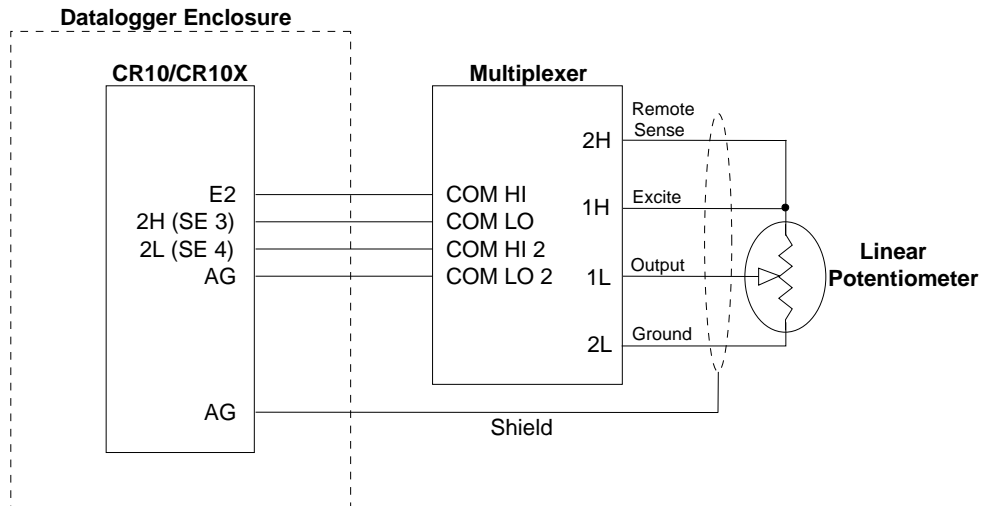 Datalogger Enclosure
CR10/CR10X
Multiplexer
Remote
Sense
2H
E2
COM HI
1H
Excite
2H (SE 3)
COM LO
2L (SE 4)
COM HI 2
AG
COM LO 2
1L
Output
Linear
Potentiometer
2L
Ground
AG
Shield